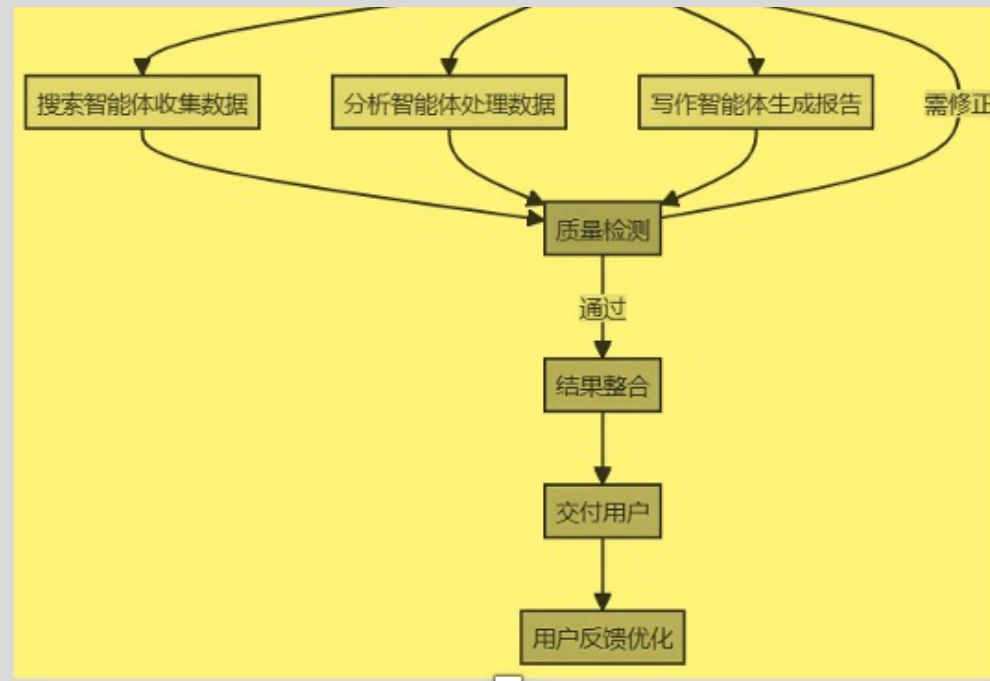 搜索智能体收集数据
分析智能体处理数据
写作智能体生成报告
需修正
质量检测
通过
结果整合
交付用户
用户反馈优化